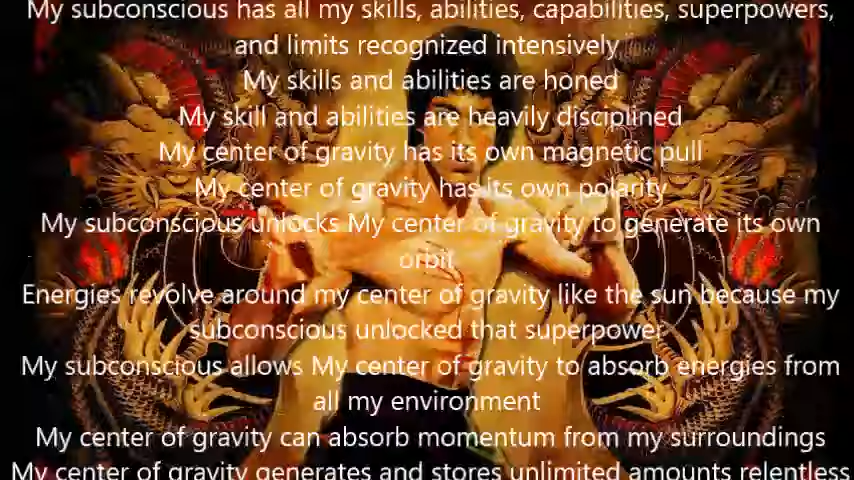 My subconscious has all my skills, abilities, capabilities, superpowers,
and limits recognized intensively
My skills and abilities are honed
My skill and abilities are heavily disciplined
My center of gravity has its own magnetic pull
My center of gravity has its own polarity
My subconscious unlocks My center of gravity to generate its own
orbit
Energies revolve around my center of gravity like the sun because my
subconscious unlocked that superpower
My subconscious allows My center of gravity to absorb energies from
all my environment
My center of gravity can absorb momentum from my surroundings
My center of gravity generates and stores unlimited amounts relentless